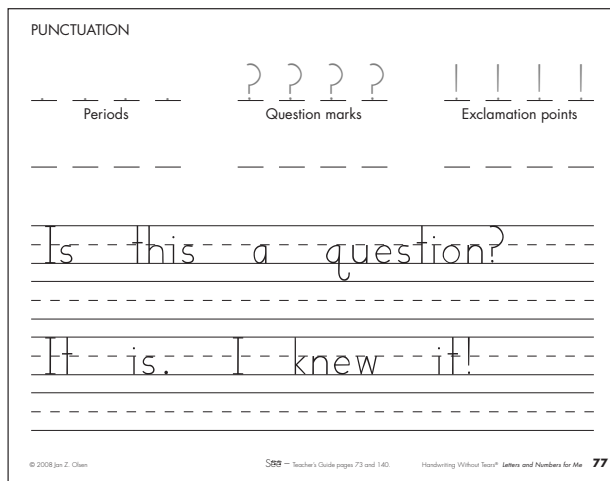 PUNCTUATION
. . . . ? ? ? ? ! ! ! !
Periods Question marks Exclamation points
Is this a question?
It is. I knew it!
© 2008 Jan Z. Olsen – Teacher's Guide pages 73 and 140. Handwriting Without Tears® Letters and Numbers for Me 77